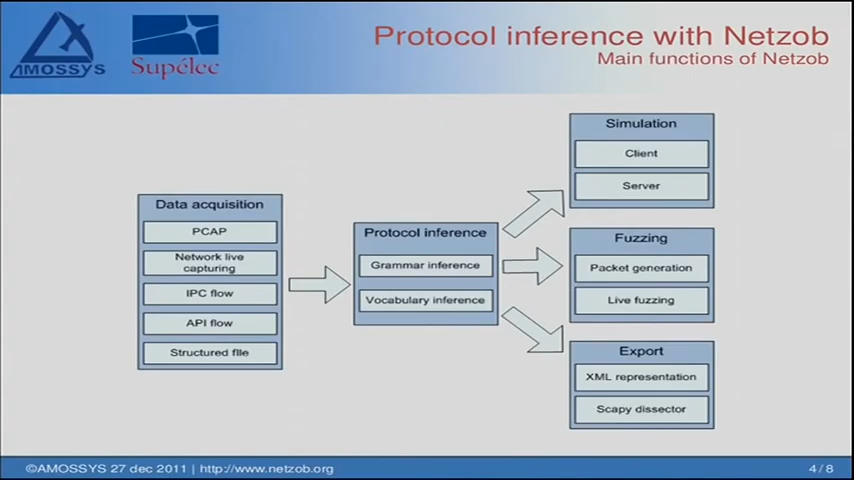 AMOSSYS
Supélec
Protocol inference with Netzob
Main functions of Netzob
Data acquisition
PCAP
Network live
capturing
IPC flow
API flow
Structured file
Protocol inference
Grammar inference
Vocabulary inference
Simulation
Client
Server
Fuzzing
Packet generation
Live fuzzing
Export
XML representation
Scapy dissector
©AMOSSYS 27 dec 2011 | http://www.netzob.org
4 / 8